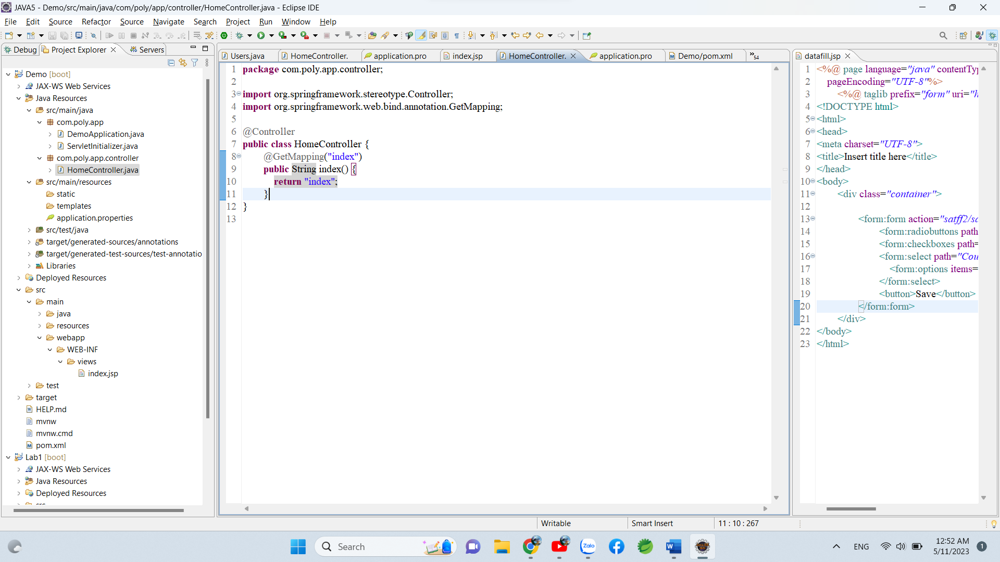 JAVA5 - Demo/src/main/java/com/poly/app/controller/HomeController.java - Eclipse IDE
File Edit Source Refactor Source Navigate Search Project Run Window Help
Debug Project Explorer Servers
Demo [boot]
JAX-WS Web Services
Java Resources
src/main/java
com.poly.app
DemoApplication.java
ServletInitializer.java
com.poly.app.controller
HomeController.java
src/main/resources
static
templates
application.properties
src/test/java
target/generated-sources/annotations
target/generated-test-sources/test-annotatio
Libraries
Deployed Resources
src
main
java
resources
webapp
WEB-INF
views
index.jsp
test
target
HELP.md
mvnw
mvnw.cmd
pom.xml
Lab1 [boot]
JAX-WS Web Services
Java Resources
Deployed Resources
Users.java HomeController. application.pro index.jsp HomeController. application.pro Demo/pom.xml »54
1 package com.poly.app.controller;
2
3 import org.springframework.stereotype.Controller;
4 import org.springframework.web.bind.annotation.GetMapping;
5
6 @Controller
7 public class HomeController {
8 @GetMapping("index")
9 public String index() {
10 return "index";
11 }
12 }
13
datafill.jsp
1 <%@ page language="java" contentTyp
2 pageEncoding="UTF-8"%>
3 <%@ taglib prefix="form" uri="h
4 <!DOCTYPE html>
5 <html>
6 <head>
7 <meta charset="UTF-8">
8 <title>Insert title here</title>
9 </head>
10 <body>
11 <div class="container">
12
13 <form:form action="satff2/sa
14 <form:radiobuttons path
15 <form:checkboxes path=
16 <form:select path="Cou
17 <form:options items=
18 </form:select>
19 <button>Save</button>
20 </form:form>
21 </div>
22 </body>
23 </html>
Writable Smart Insert 11 : 10 : 267
Search
Zalo
ENG
12:52 AM
5/11/2023
1